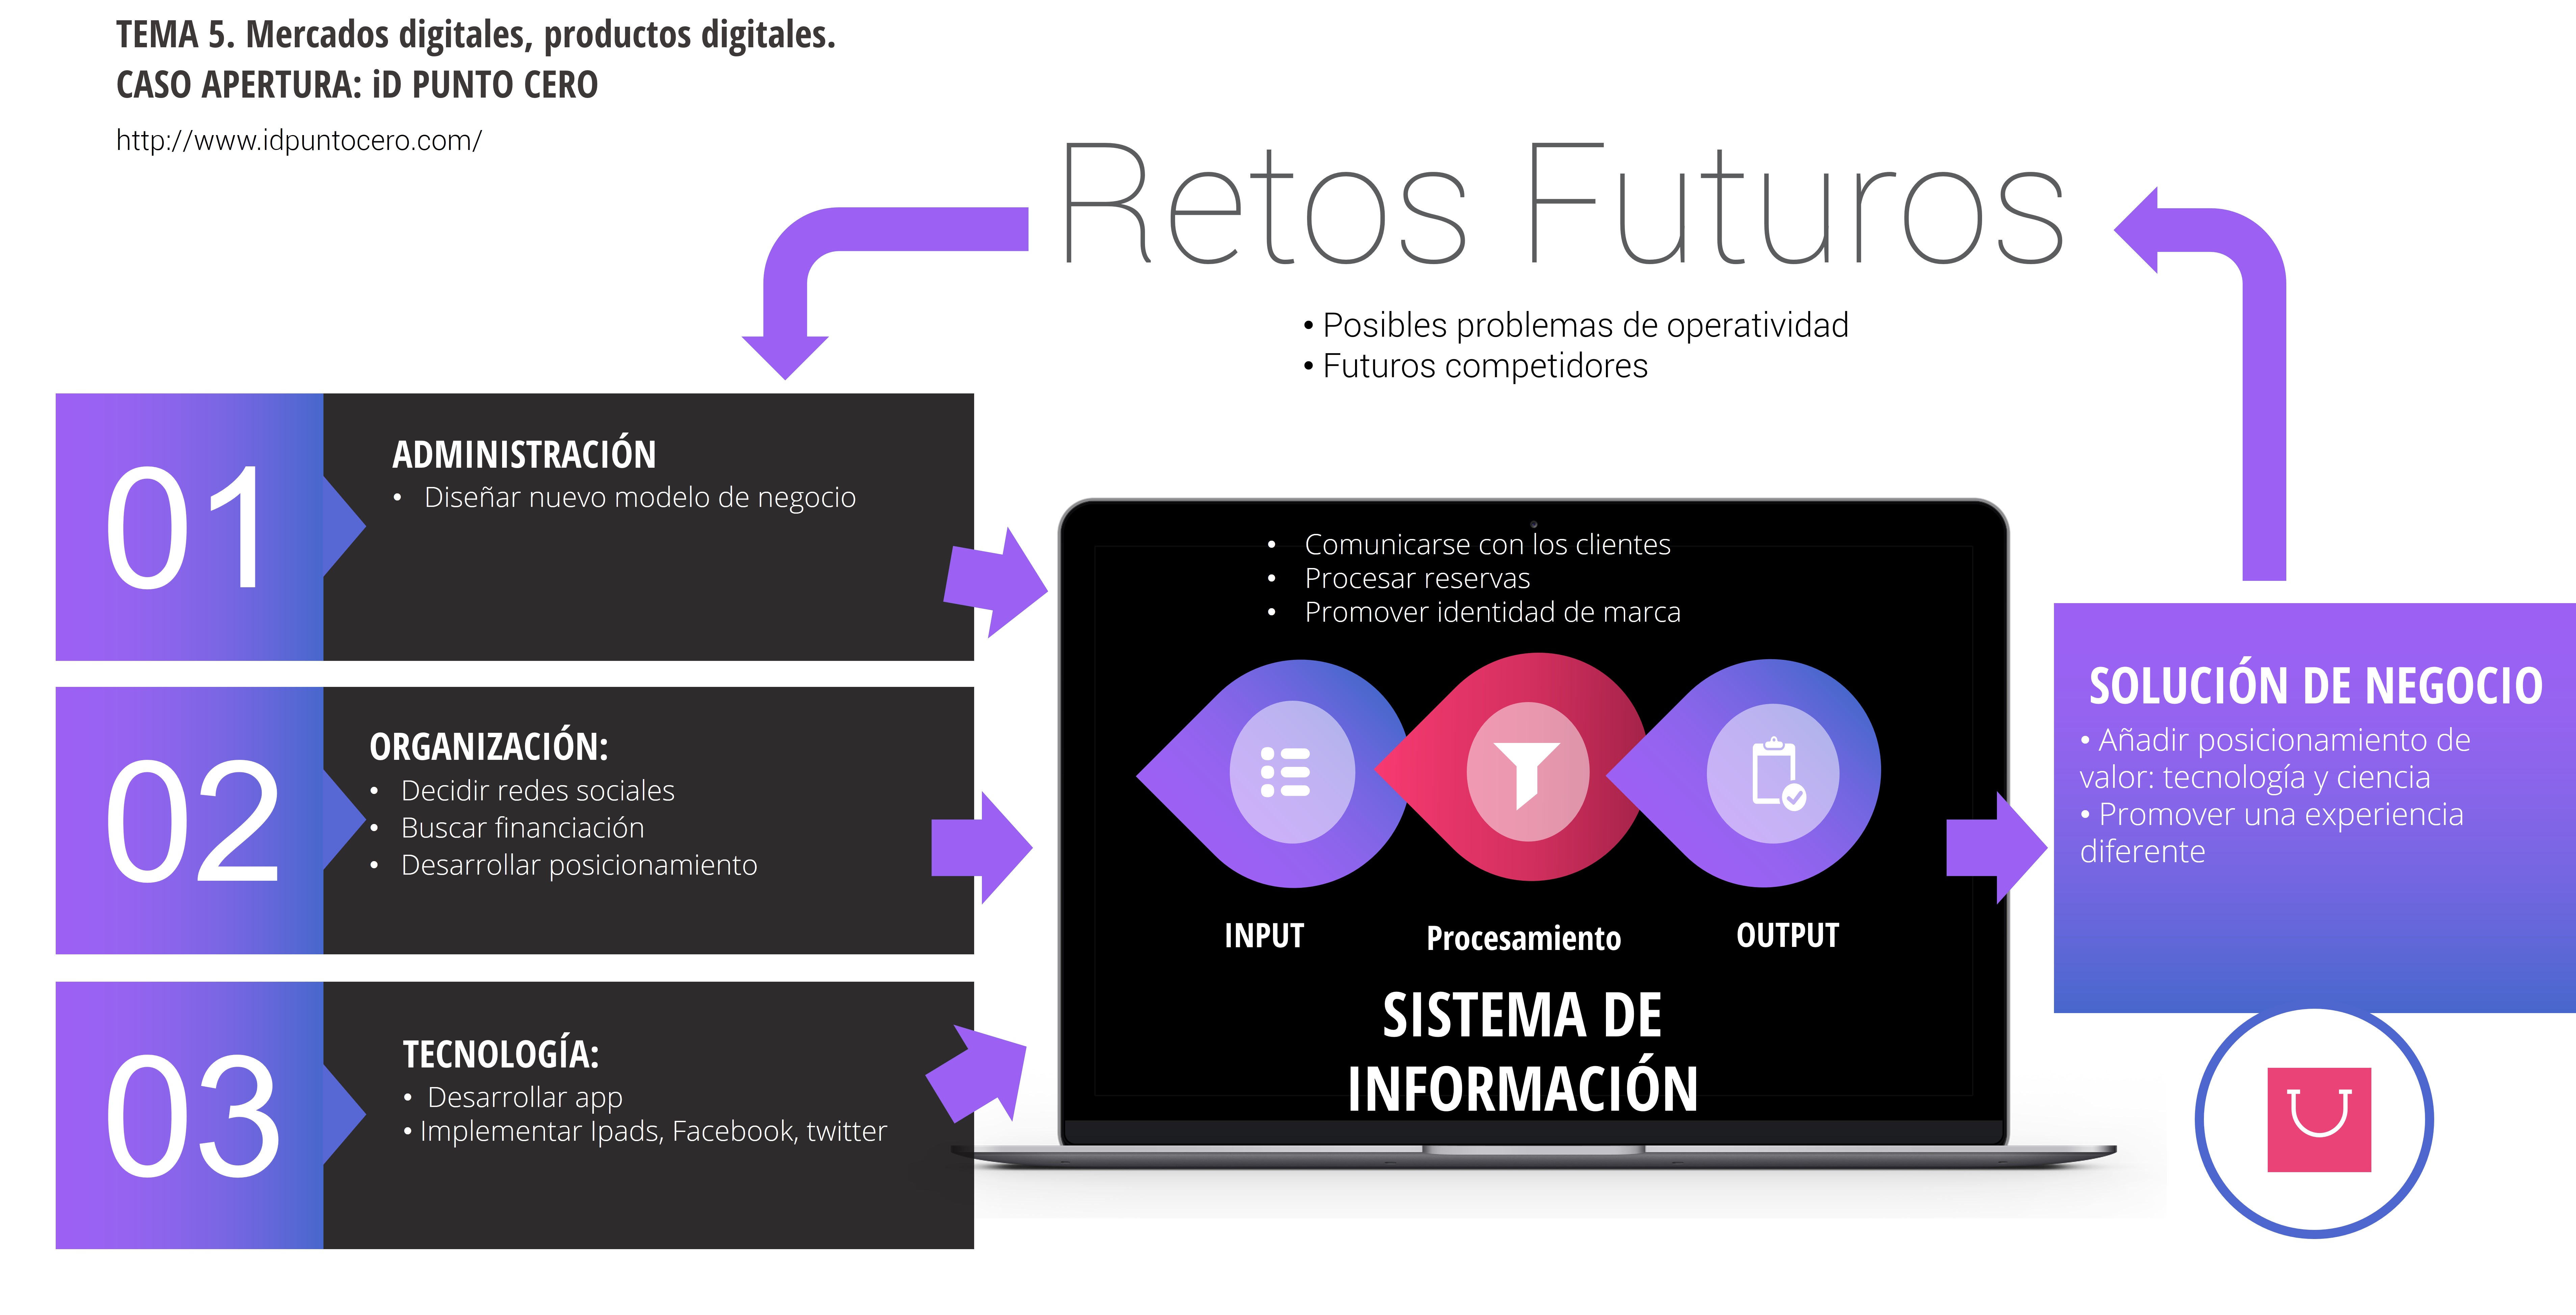 TEMA 5. Mercados digitales, productos digitales.
CASO APERTURA: iD PUNTO CERO
http://www.idpuntocero.com/
Retos Futuros
• Posibles problemas de operatividad
• Futuros competidores
01
ADMINISTRACIÓN
• Diseñar nuevo modelo de negocio
02
ORGANIZACIÓN:
• Decidir redes sociales
• Buscar financiación
• Desarrollar posicionamiento
03
TECNOLOGÍA:
• Desarrollar app
• Implementar Ipads, Facebook, twitter
• Comunicarse con los clientes
• Procesar reservas
• Promover identidad de marca
INPUT
Procesamiento
OUTPUT
SISTEMA DE
INFORMACIÓN
SOLUCIÓN DE NEGOCIO
• Añadir posicionamiento de
valor: tecnología y ciencia
• Promover una experiencia
diferente